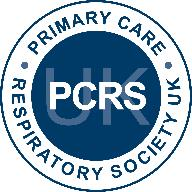 PRIMARY CARE
RESPIRATORY SOCIETY UK
UK
PCRS